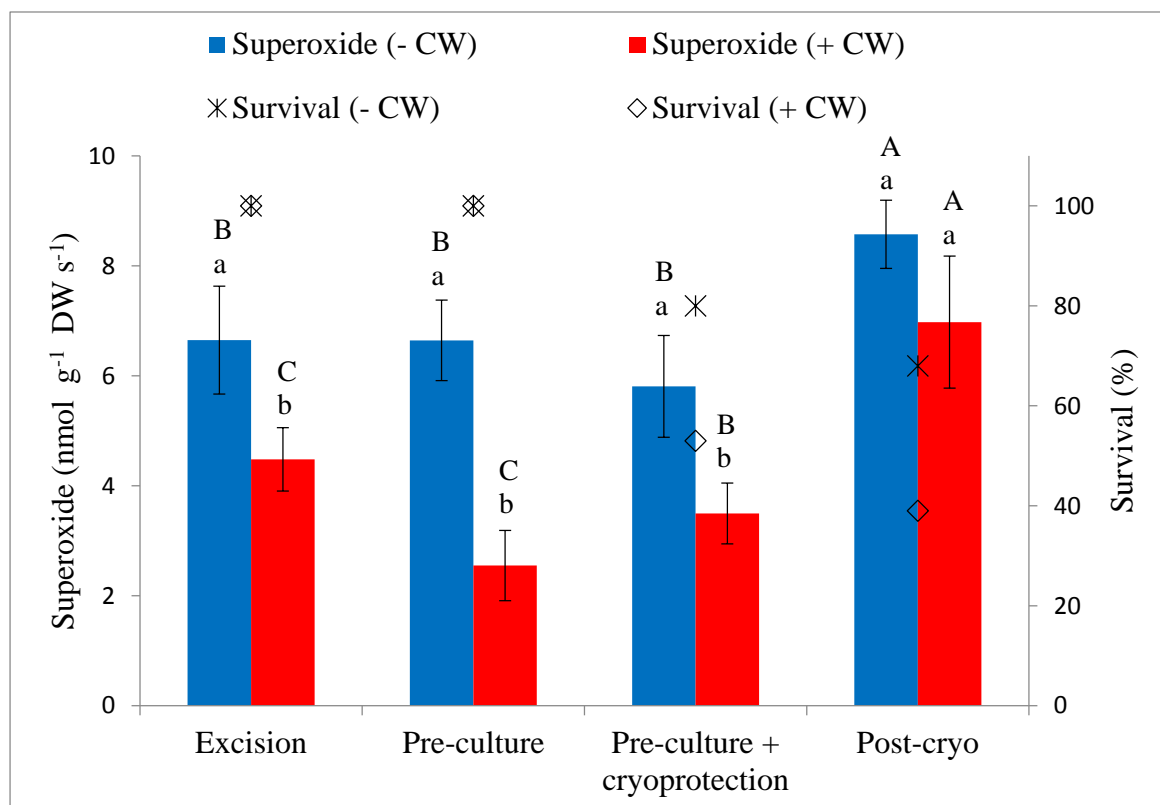 Superoxide (- CW)
Superoxide (+ CW)
Survival (- CW)
Survival (+ CW)
Superoxide (nmol g⁻¹ DW s⁻¹)
10
8
6
4
2
0
B
a
C
b
B
a
C
b
B
a
B
b
A
a
A
a
100
80
60
40
20
0
Survival (%)
Excision
Pre-culture
Pre-culture +
cryoprotection
Post-cryo